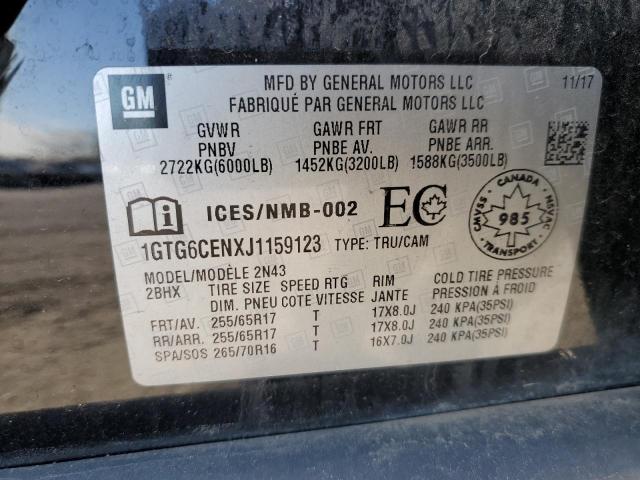 GM
MFD BY GENERAL MOTORS LLC 11/17
FABRIQUÉ PAR GENERAL MOTORS LLC
GVWR GAWR FRT GAWR RR
PNBV PNBE AV. PNBE ARR.
2722KG(6000LB) 1452KG(3200LB) 1588KG(3500LB)
ICES/NMB-002 EC
CANADA
CMVSS 985 NSVAC
1GTG6CENXJ1159123 TYPE: TRU/CAM
MODEL/MODÈLE 2N43
2BHX TIRE SIZE SPEED RTG RIM COLD TIRE PRESSURE
DIM. PNEU COTE VITESSE JANTE PRESSION À FROID
FRT/AV. 255/65R17 T 17X8.0J 240 KPA(35PSI)
RR/ARR. 255/65R17 T 17X8.0J 240 KPA(35PSI)
SPA/SOS 265/70R16 T 16X7.0J 240 KPA(35PSI)